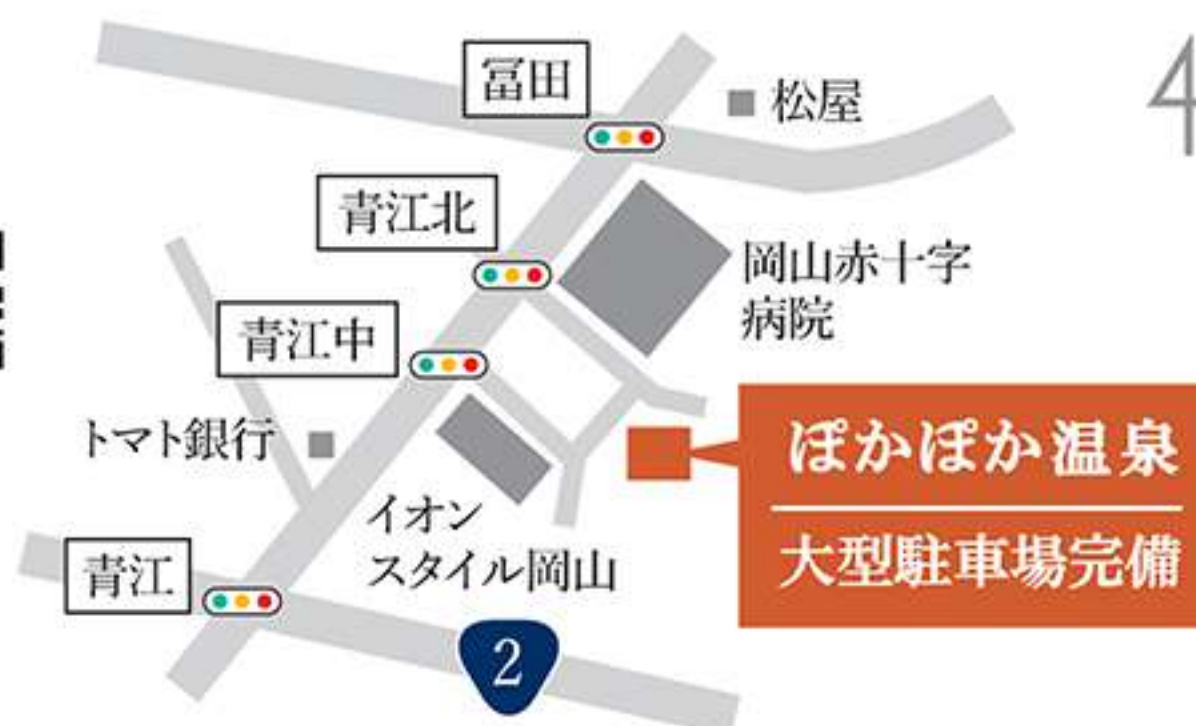 冨田
松屋
青江北
岡山赤十字
病院
青江中
トマト銀行
ぽかぽか温泉
大型駐車場完備
イオン
スタイル岡山
青江
2
4